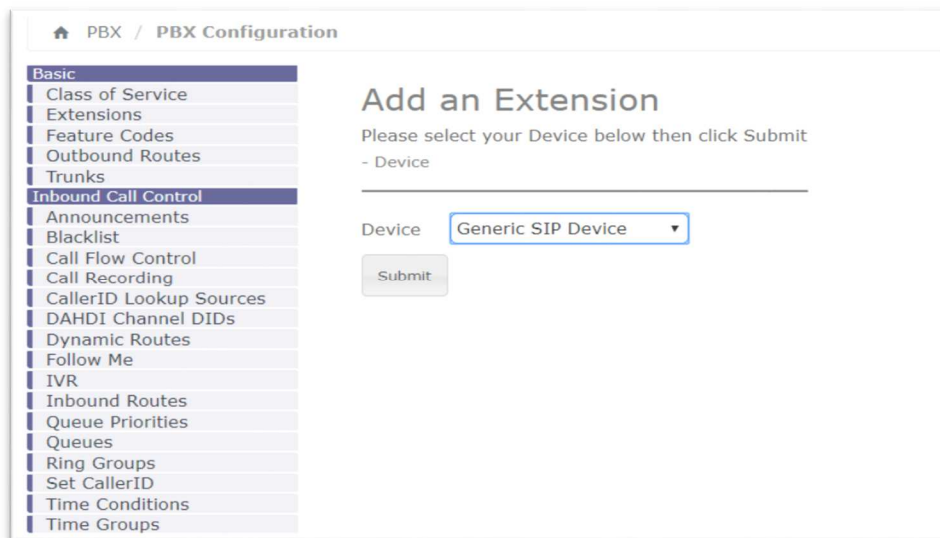 PBX / PBX Configuration
Basic
Class of Service
Extensions
Feature Codes
Outbound Routes
Trunks
Inbound Call Control
Announcements
Blacklist
Call Flow Control
Call Recording
CallerID Lookup Sources
DAHDI Channel DIDs
Dynamic Routes
Follow Me
IVR
Inbound Routes
Queue Priorities
Queues
Ring Groups
Set CallerID
Time Conditions
Time Groups
Add an Extension
Please select your Device below then click Submit
- Device
Device Generic SIP Device
Submit